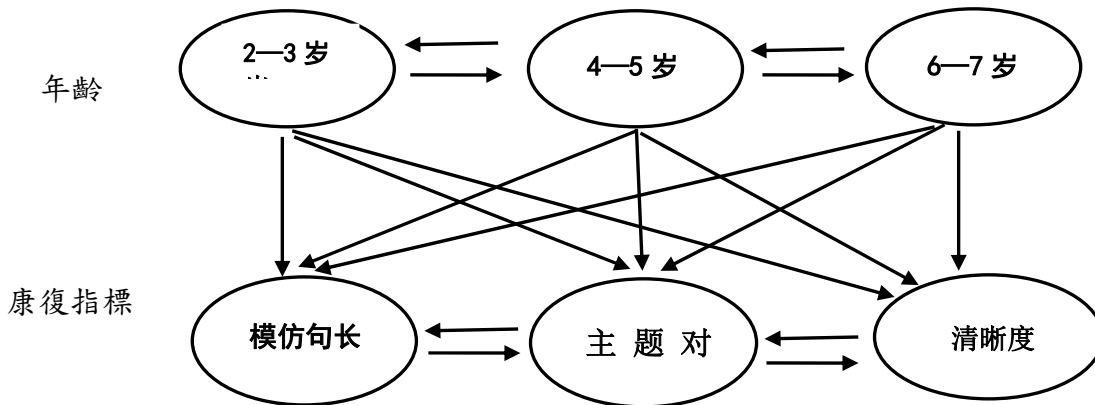 2—3 岁
4—5 岁
6—7 岁
年齡
康復指標
模仿句长
主 题 对
清晰度